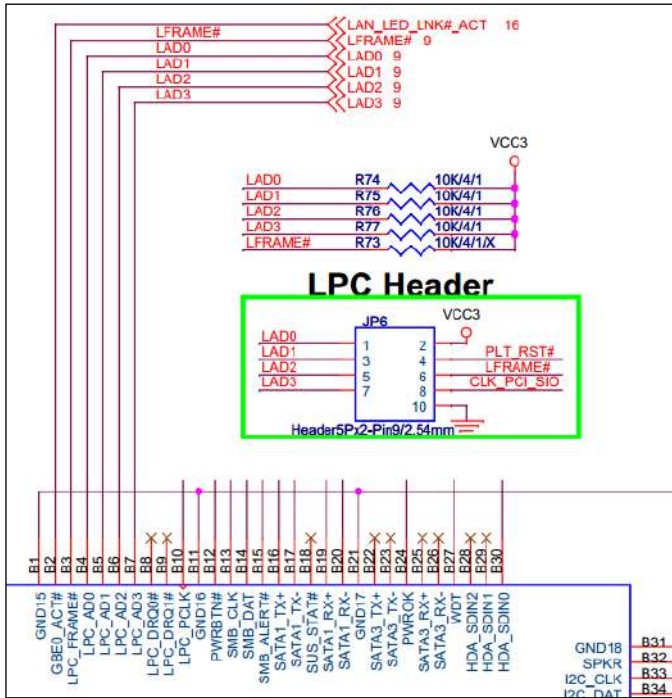 LAN_LED_LNK#_ACT 16
LFRAME# LFRAME# 9
LAD0 LAD0 9
LAD1 LAD1 9
LAD2 LAD2 9
LAD3 LAD3 9
VCC3
LAD0 R74 10K/4/1
LAD1 R75 10K/4/1
LAD2 R76 10K/4/1
LAD3 R77 10K/4/1
LFRAME# R73 10K/4/1/X
LPC Header
JP6 VCC3
LAD0 1 2
LAD1 3 4 PLT_RST#
LAD2 5 6 LFRAME#
LAD3 7 8 CLK_PCI_SIO
10
Header5Px2-Pin9/2.54mm
B1 GND15
B2 GBE0_ACT#
B3 LPC_FRAME#
B4 LPC_AD0
B5 LPC_AD1
B6 LPC_AD2
B7 LPC_AD3
B8 LPC_DRQ0#
B9 LPC_DRQ1#
B10 LPC_PCLK
B11 GND16
B12 PWRBTN#
B13 SMB_CLK
B14 SMB_DAT
B15 SMB_ALERT#
B16 SATA1_TX+
B17 SATA1_TX-
B18 SUS_STAT#
B19 SATA1_RX+
B20 SATA1_RX-
B21 GND17
B22 SATA3_TX+
B23 SATA3_TX-
B24 PWROK
B25 SATA3_RX+
B26 SATA3_RX-
B27 WDT
B28 HDA_SDIN2
B29 HDA_SDIN1
B30 HDA_SDIN0
GND18 B31
SPKR B32
I2C_CLK B33
I2C_DAT B34